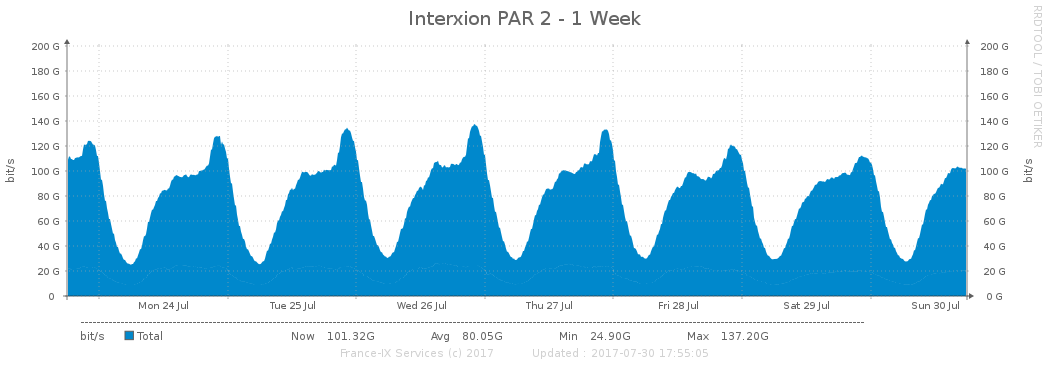 Interxion PAR 2 - 1 Week
RRDTOOL / TOBI OETIKER
bit/s
200 G
180 G
160 G
140 G
120 G
100 G
80 G
60 G
40 G
20 G
0
200 G
180 G
160 G
140 G
120 G
100 G
80 G
60 G
40 G
20 G
0 G
bit/s
Mon 24 Jul Tue 25 Jul Wed 26 Jul Thu 27 Jul Fri 28 Jul Sat 29 Jul Sun 30 Jul
bit/s Total Now 101.32G Avg 80.05G Min 24.90G Max 137.20G
France-IX Services (c) 2017 Updated : 2017-07-30 17:55:05